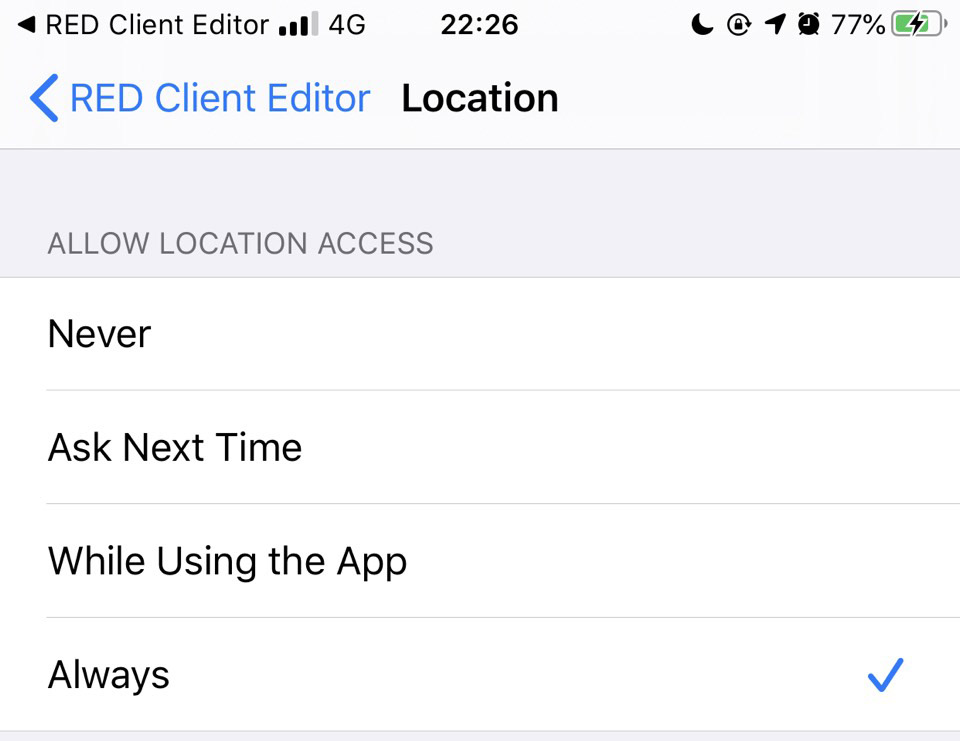 RED Client Editor 4G 22:26 77%
RED Client Editor Location
ALLOW LOCATION ACCESS
Never
Ask Next Time
While Using the App
Always